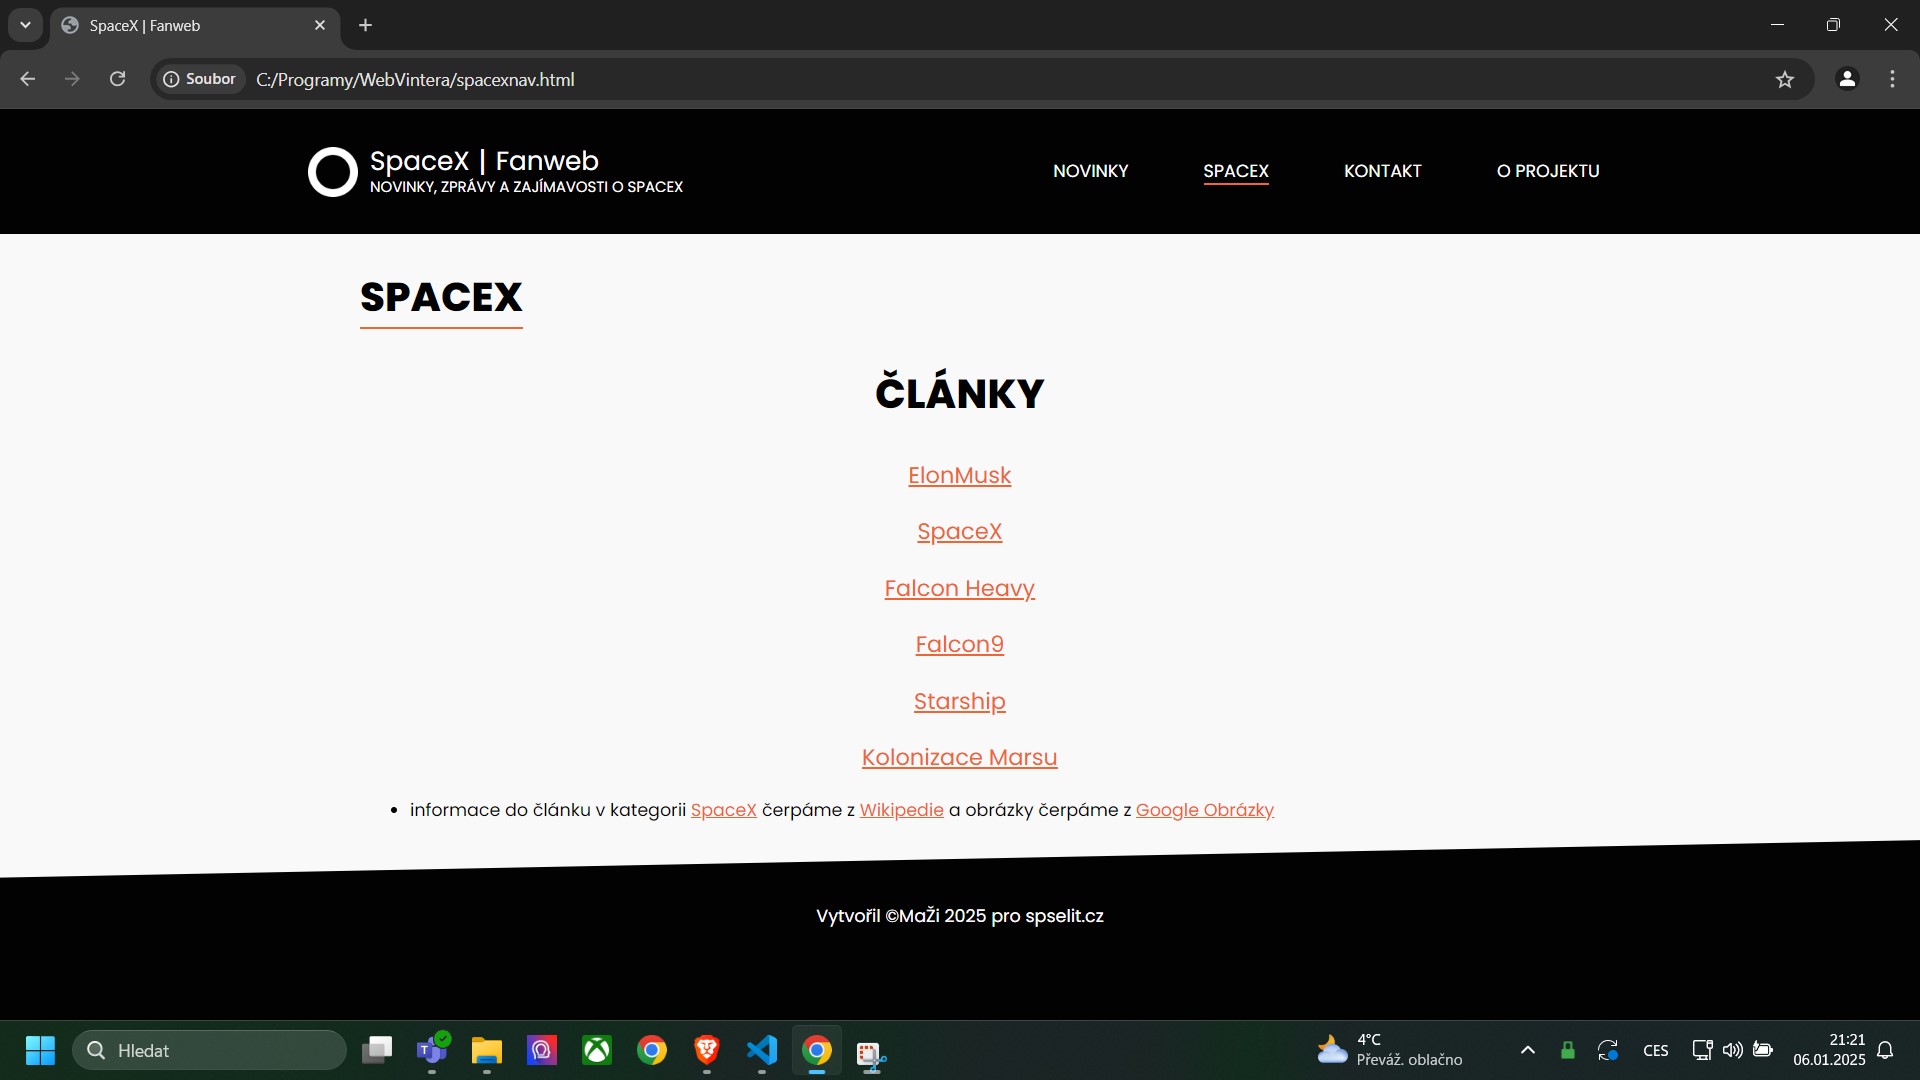 SpaceX | Fanweb
Soubor C:/Programy/WebVintera/spacexnav.html
SpaceX | Fanweb
NOVINKY, ZPRÁVY A ZAJÍMAVOSTI O SPACEX
NOVINKY SPACEX KONTAKT O PROJEKTU
SPACEX
ČLÁNKY
ElonMusk
SpaceX
Falcon Heavy
Falcon9
Starship
Kolonizace Marsu
informace do článku v kategorii SpaceX čerpáme z Wikipedie a obrázky čerpáme z Google Obrázky
Vytvořil ©MaŽi 2025 pro spselit.cz
Hledat
4°C
Převáž. oblačno
CES
21:21
06.01.2025